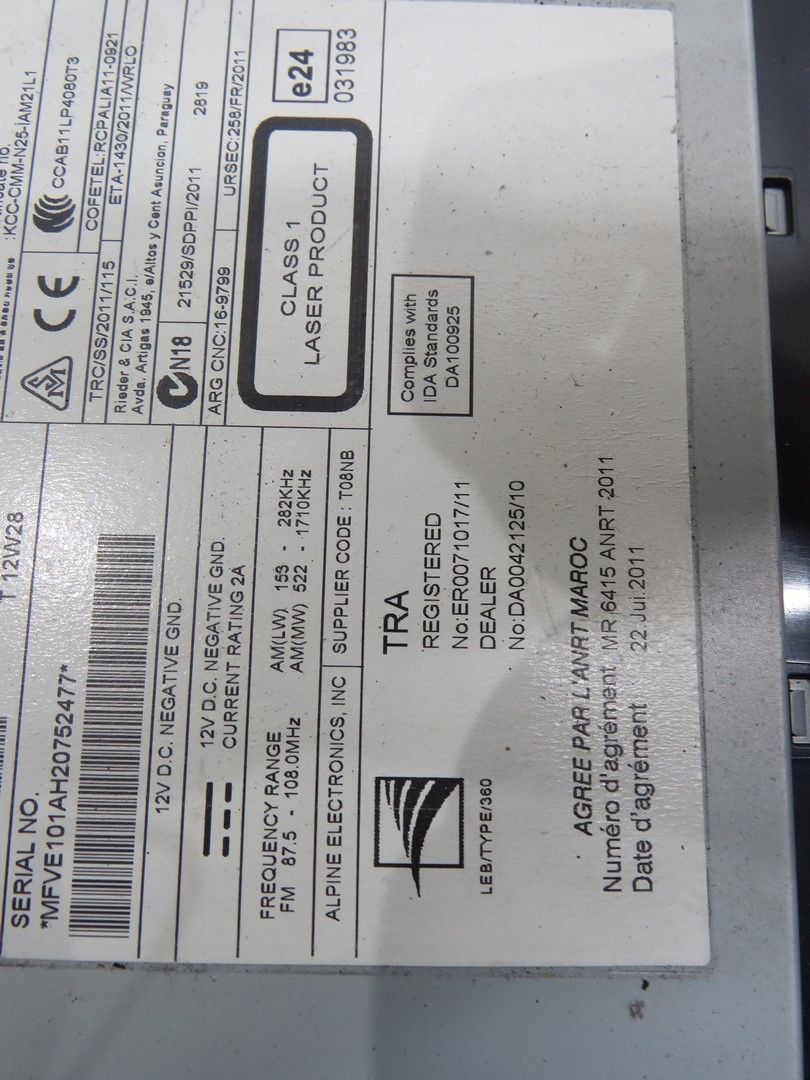 T 12W28
SERIAL NO.
*MFVE101AH20752477*
12V D.C. NEGATIVE GND.
12V D.C. NEGATIVE GND.
CURRENT RATING 2A
FREQUENCY RANGE
FM 87.5 - 108.0MHz
AM(LW) 153 - 282KHz
AM(MW) 522 - 1710KHz
ALPINE ELECTRONICS, INC
SUPPLIER CODE : T08NB
:KCC-CMM-N26-IAM21L1
CE
CCAB11LP4080T3
TRC/SS/2011/115
COFETEL:RCPALIA11-0921
ETA-1430/2011/WRLO
Rieder & CIA S.A.C.I.
Avda. Artigas 1945, e/Altos y Cent Asuncion, Paraguay
N18
21529/SDPPI/2011
2819
ARG CNC:16-9799
URSEC:258/FR/2011
CLASS 1
LASER PRODUCT
e24
031983
LEB/TYPE/360
TRA
REGISTERED
No:ER0071017/11
DEALER
No:DA0042125/10
Complies with
IDA Standards
DA100925
AGREE PAR L'ANRT MAROC
Numéro d'agrément MR 6415 ANRT 2011
Date d'agrément 22.Jul.2011